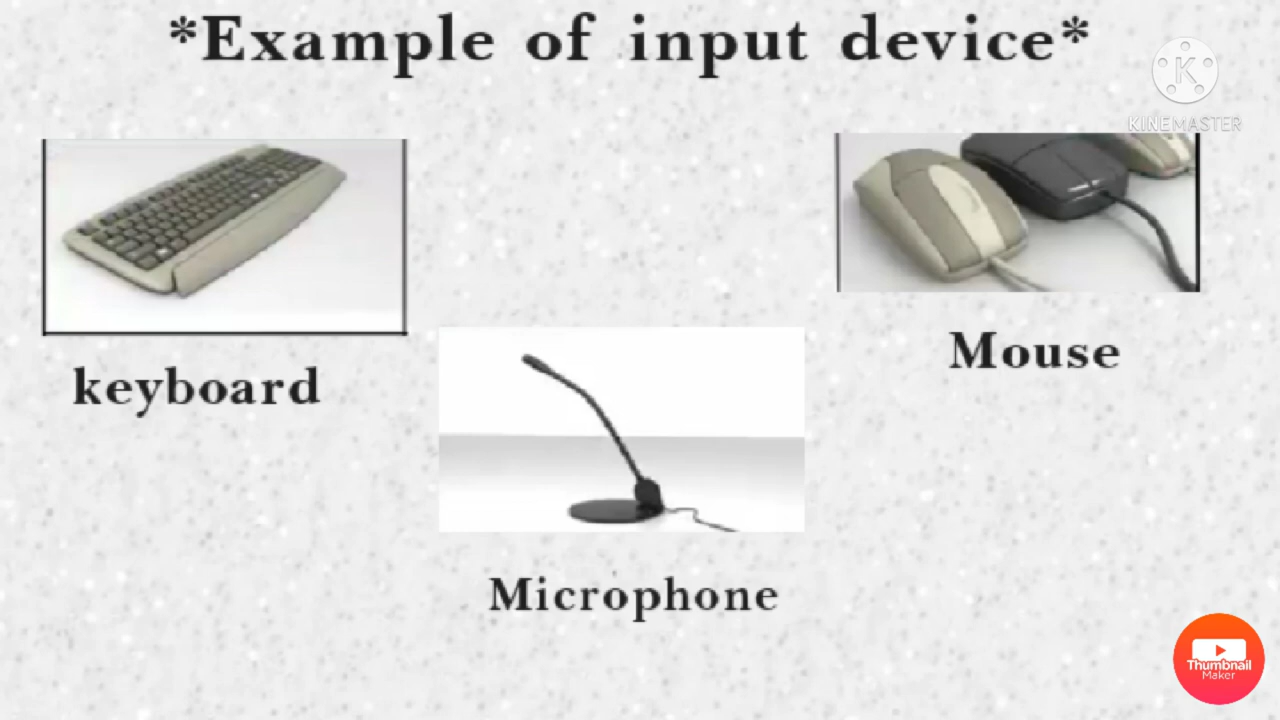 *Example of input device*
KINEMASTER
keyboard
Mouse
Microphone
Thumbnail
Maker